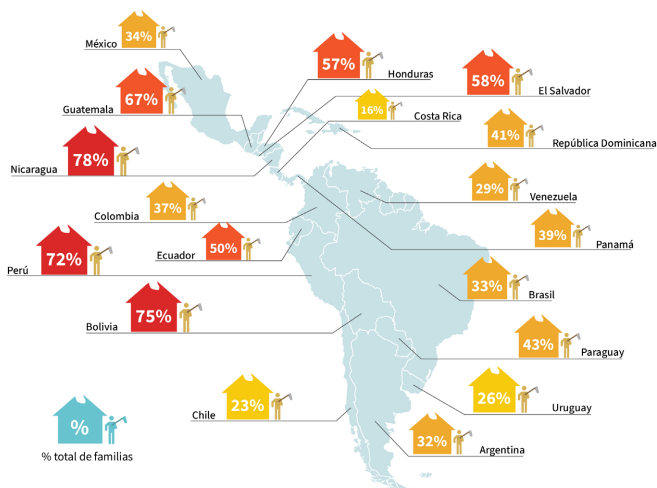 34%
México
57%
Honduras
58%
El Salvador
67%
Guatemala
16%
Costa Rica
41%
República Dominicana
78%
Nicaragua
29%
Venezuela
37%
Colombia
39%
Panamá
50%
Ecuador
72%
Perú
33%
Brasil
75%
Bolivia
43%
Paraguay
23%
Chile
26%
Uruguay
32%
Argentina
%
% total de familias